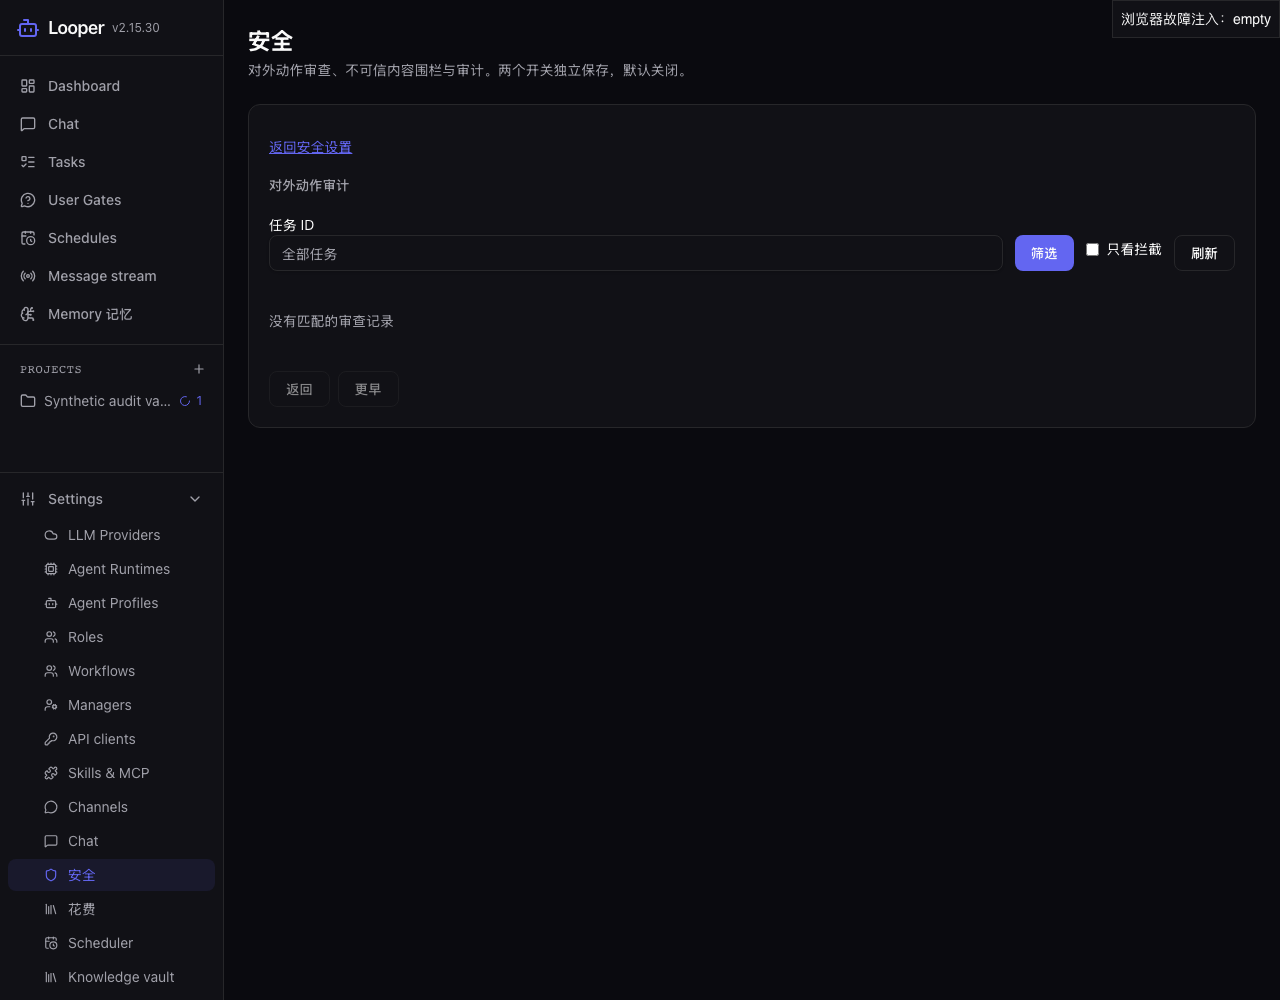 Looper v2.15.30
Dashboard
Chat
Tasks
User Gates
Schedules
Message stream
Memory 记忆
PROJECTS
Synthetic audit va... 1
Settings
LLM Providers
Agent Runtimes
Agent Profiles
Roles
Workflows
Managers
API clients
Skills & MCP
Channels
Chat
安全
花费
Scheduler
Knowledge vault
浏览器故障注入：empty
安全
对外动作审查、不可信内容围栏与审计。两个开关独立保存，默认关闭。
返回安全设置
对外动作审计
任务 ID
全部任务 筛选 只看拦截 刷新
没有匹配的审查记录
返回 更早